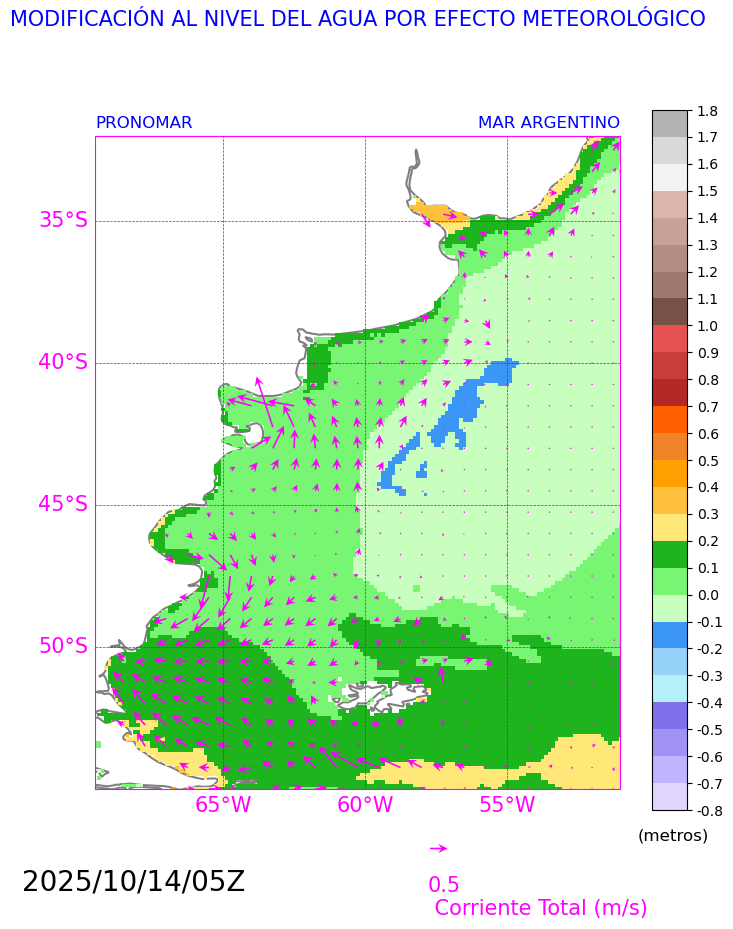 MODIFICACIÓN AL NIVEL DEL AGUA POR EFECTO METEOROLÓGICO
PRONOMAR MAR ARGENTINO
35°S
40°S
45°S
50°S
65°W 60°W 55°W
1.8
1.7
1.6
1.5
1.4
1.3
1.2
1.1
1.0
0.9
0.8
0.7
0.6
0.5
0.4
0.3
0.2
0.1
0.0
-0.1
-0.2
-0.3
-0.4
-0.5
-0.6
-0.7
-0.8
(metros)
2025/10/14/05Z
0.5
Corriente Total (m/s)